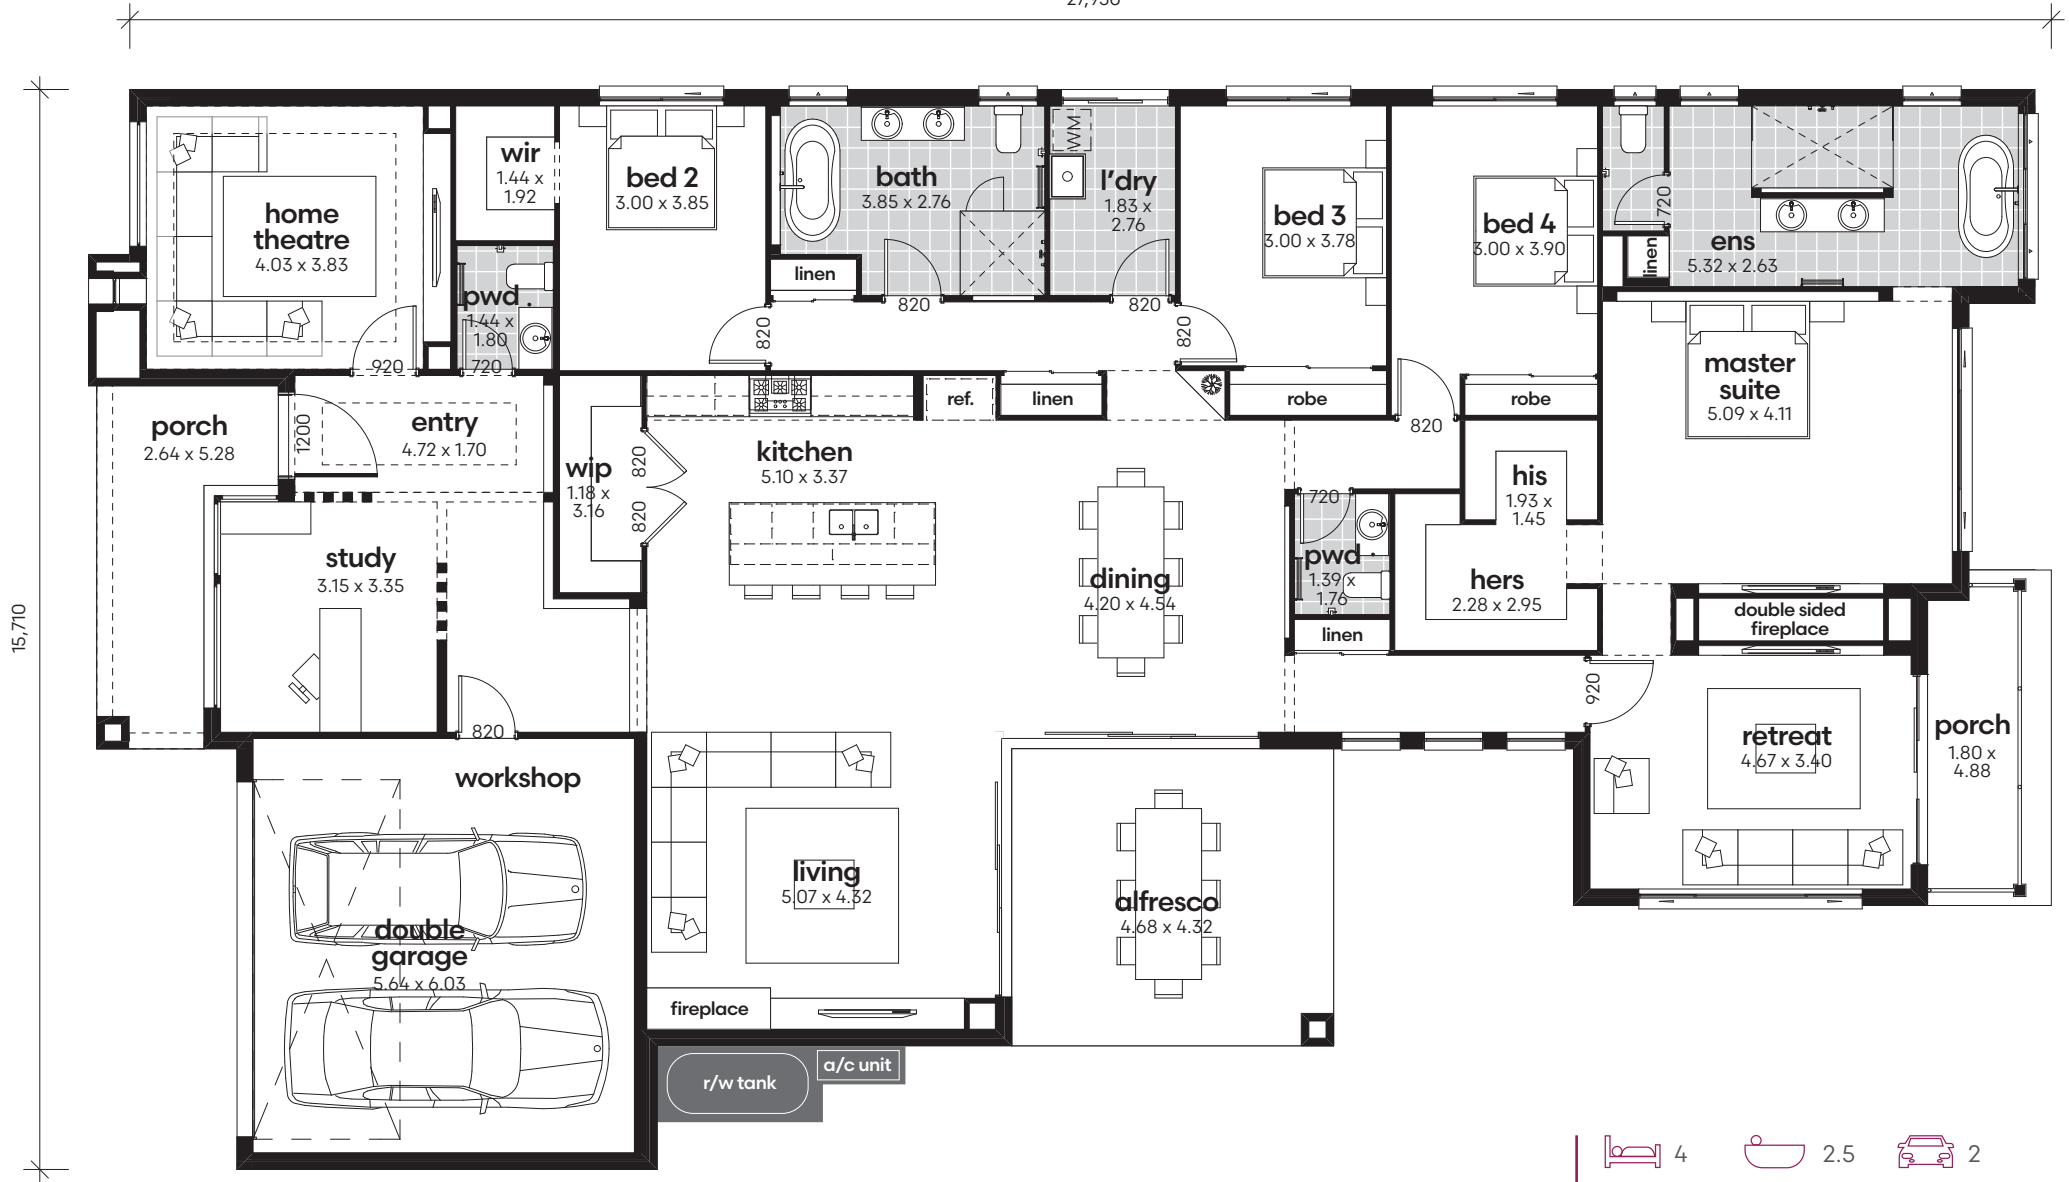 27,950
15,710
home
theatre
4.03 x 3.83
920
wir
1.44 x
1.92
pwd.
1.44 x
1.80
720
bed 2
3.00 x 3.85
820
bath
3.85 x 2.76
linen
820
WM
l'dry
1.83 x
2.76
820
820
bed 3
3.00 x 3.78
robe
bed 4
3.00 x 3.90
robe
820
720
linen
ens
5.32 x 2.63
master
suite
5.09 x 4.11
porch
2.64 x 5.28
1200
entry
4.72 x 1.70
wip
1.18 x
3.16
820
820
kitchen
5.10 x 3.37
ref.
linen
study
3.15 x 3.35
820
dining
4.20 x 4.54
720
pwd
1.39 x
1.76
linen
his
1.93 x
1.45
hers
2.28 x 2.95
double sided
fireplace
920
retreat
4.67 x 3.40
porch
1.80 x
4.88
workshop
double
garage
5.64 x 6.03
living
5.07 x 4.32
fireplace
alfresco
4.68 x 4.32
r/w tank
a/c unit
4
2.5
2